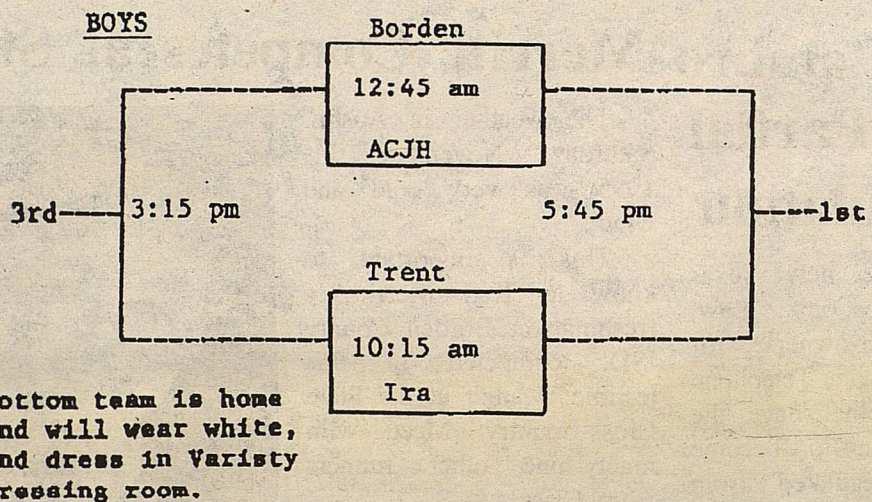 BOYS
Borden
12:45 am
ACJH
3rd
3:15 pm
5:45 pm
1st
Trent
10:15 am
Ira
ottom team is home
nd will wear white,
nd dress in Varisty
ressing room.